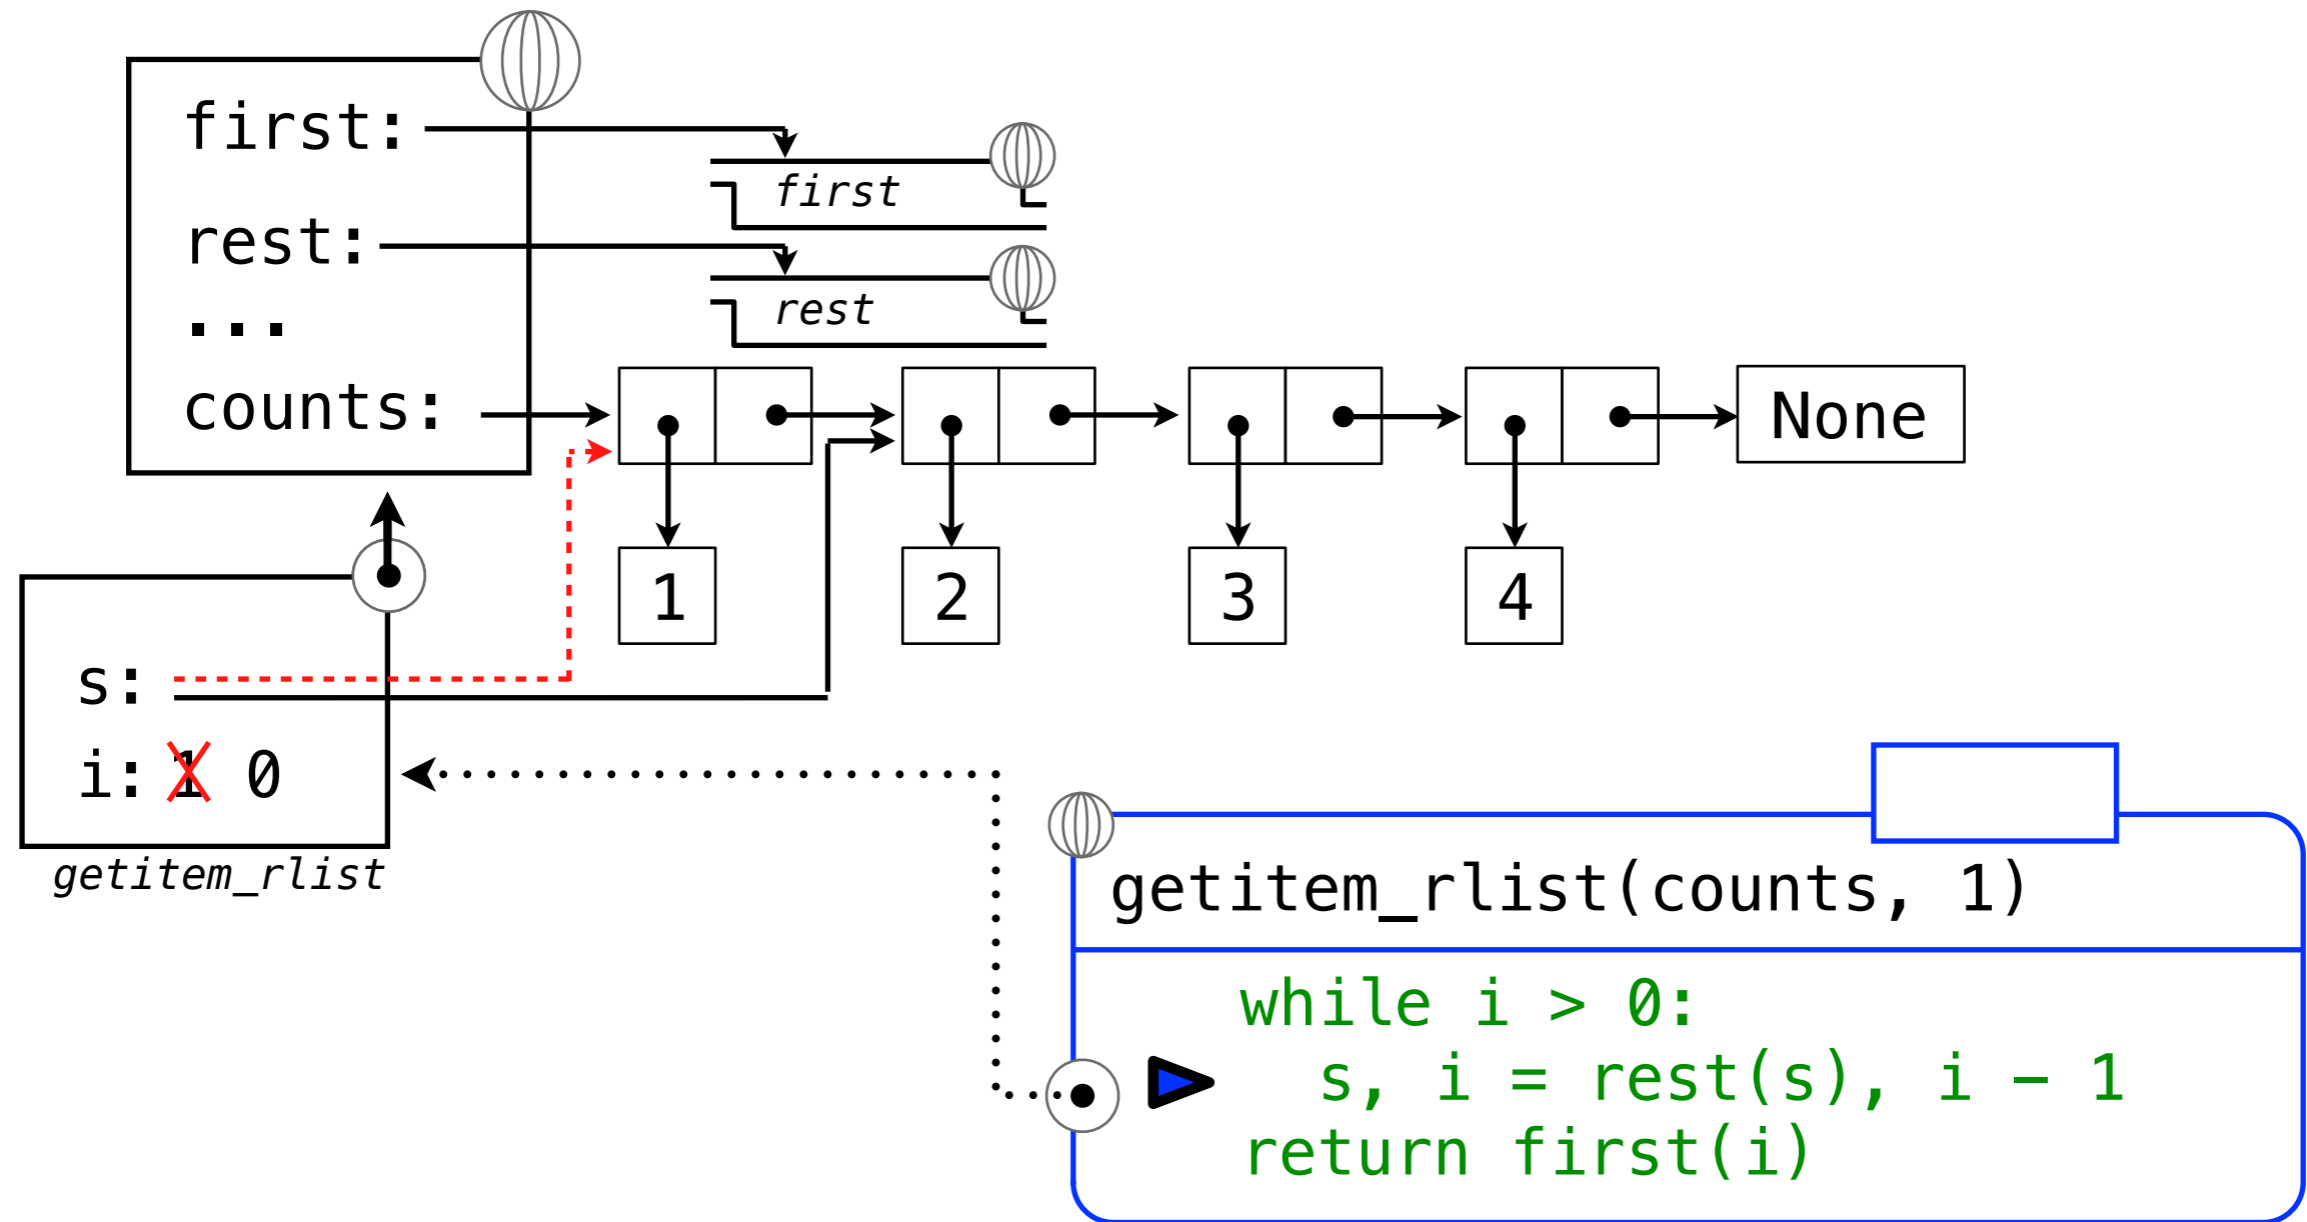 first:
first
rest:
rest
...
counts:
None
1
2
3
4
s:
i: 1 0
getitem_rlist
getitem_rlist(counts, 1)
while i > 0:
s, i = rest(s), i - 1
return first(i)